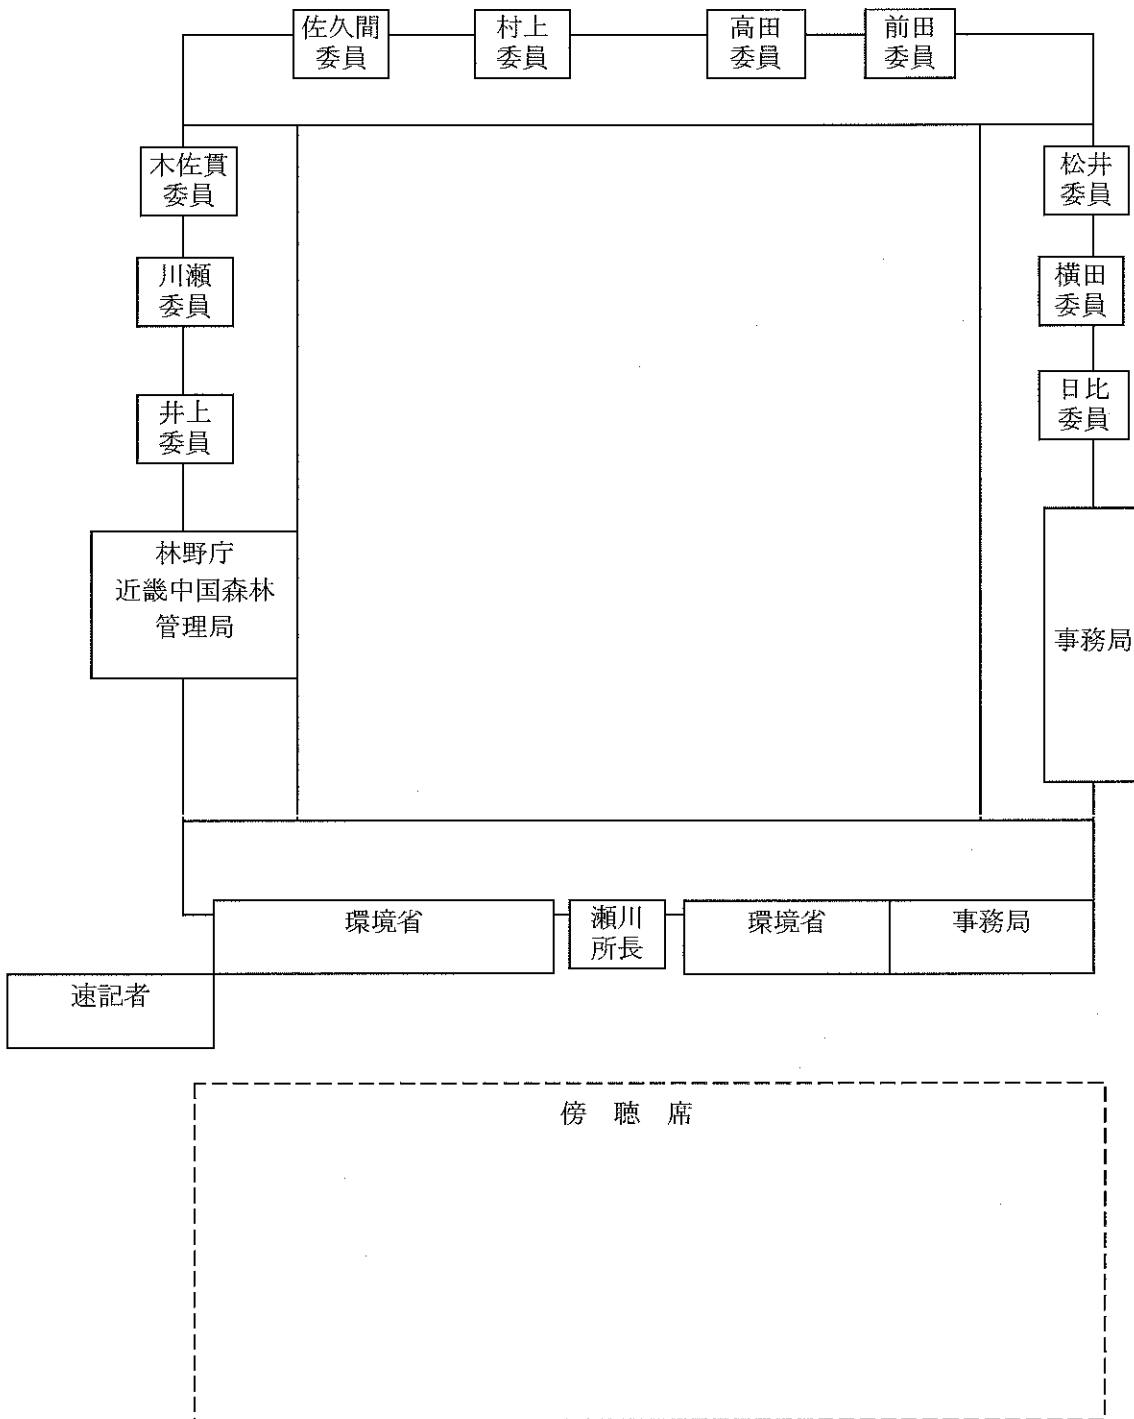 佐久間
委員
村上
委員
高田
委員
前田
委員
木佐貫
委員
松井
委員
川瀬
委員
横田
委員
井上
委員
日比
委員
林野庁
近畿中国森林
管理局
事務局
環境省
瀬川
所長
環境省
事務局
速記者
傍 聴 席